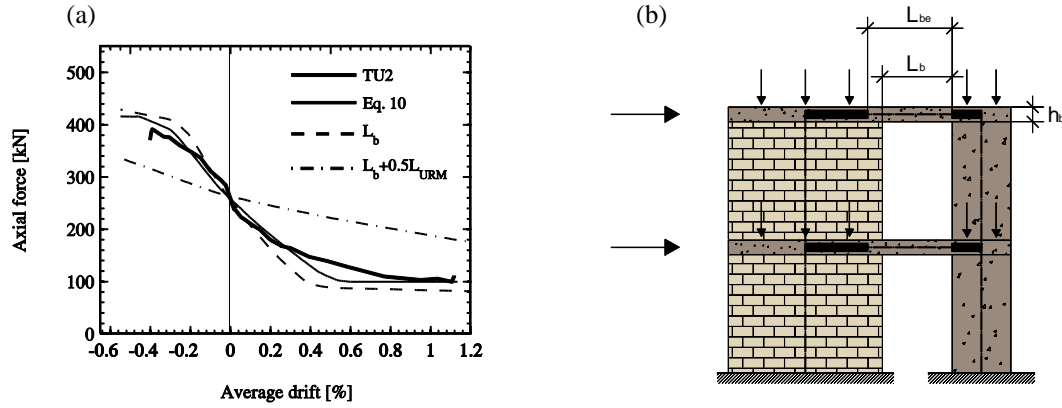 (a)
500
400
300
200
100
0
-0.6 -0.4 -0.2 0 0.2 0.4 0.6 0.8 1 1.2
Axial force [kN]
Average drift [%]
TU2
Eq. 10
L_b
L_b+0.5L_URM
(b)
L_be
L_b
h_b